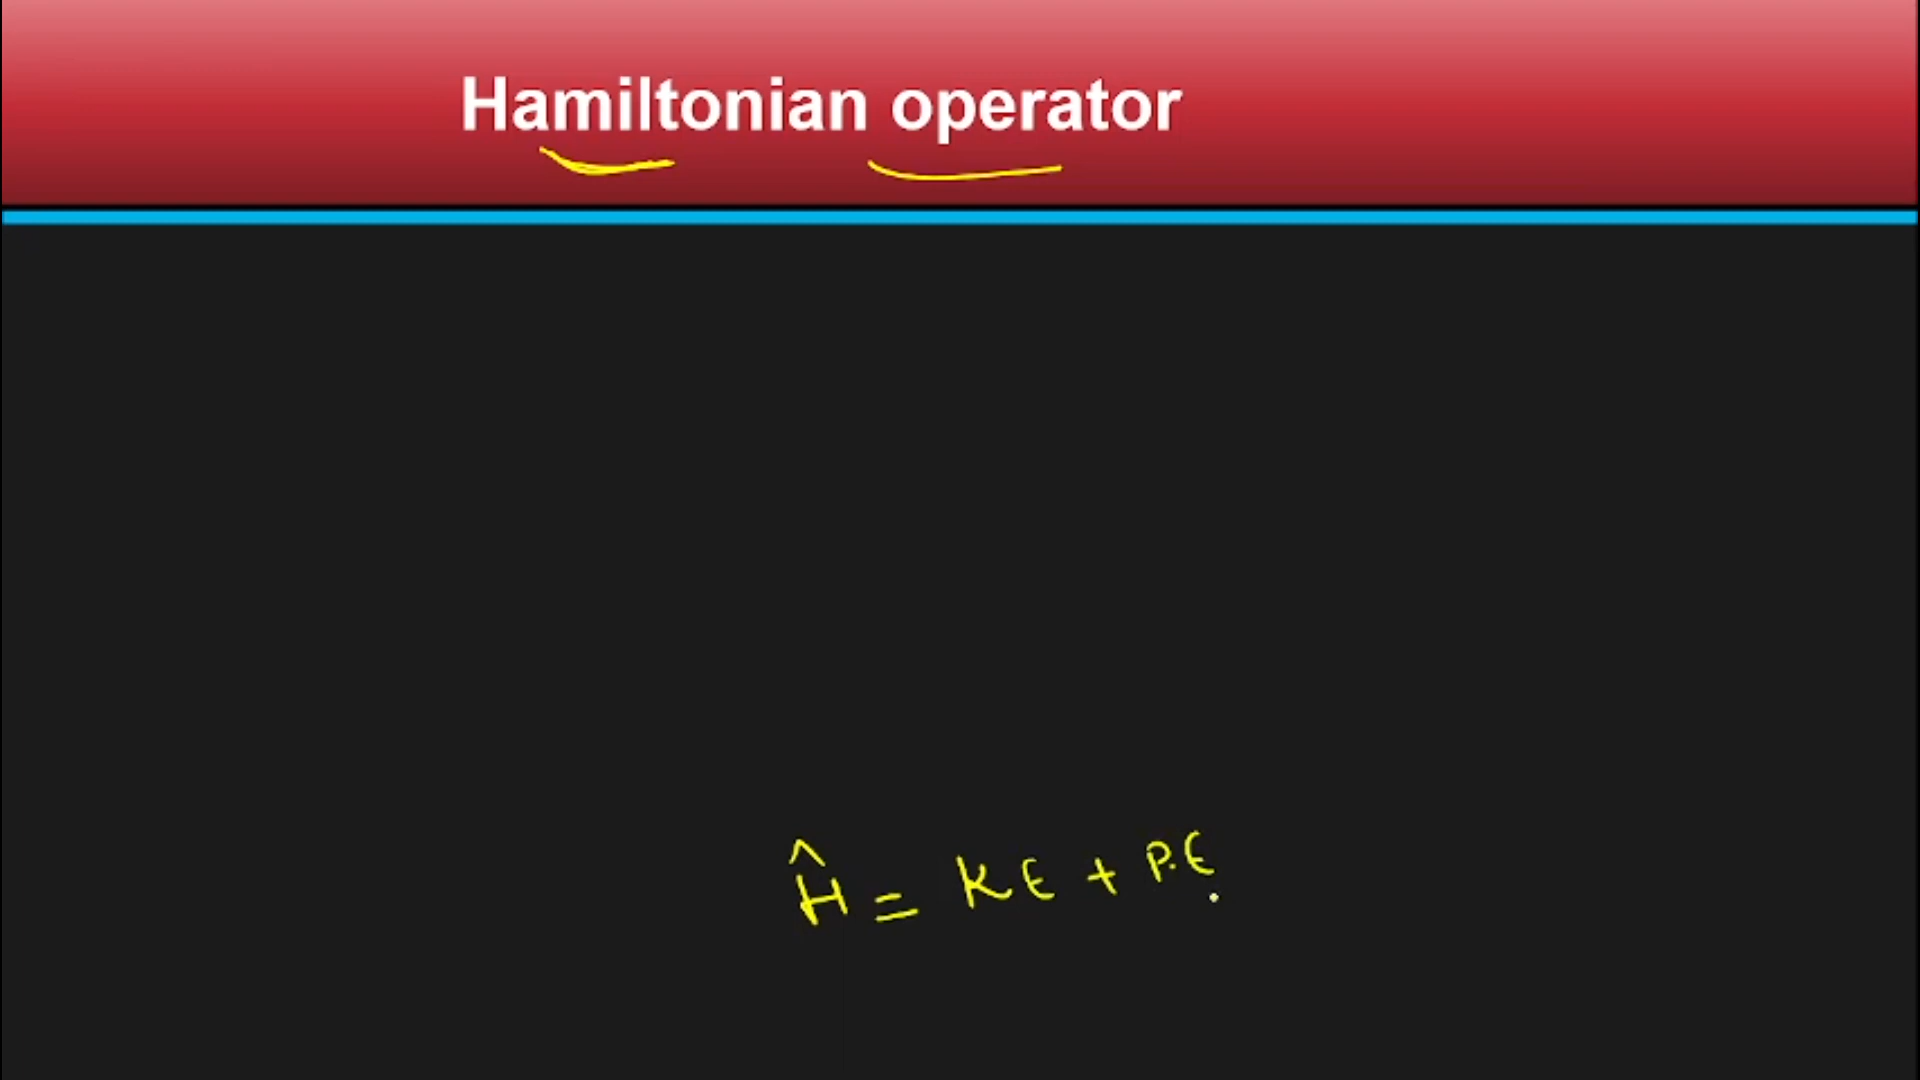 Hamiltonian operator
Ĥ = KE + P.E